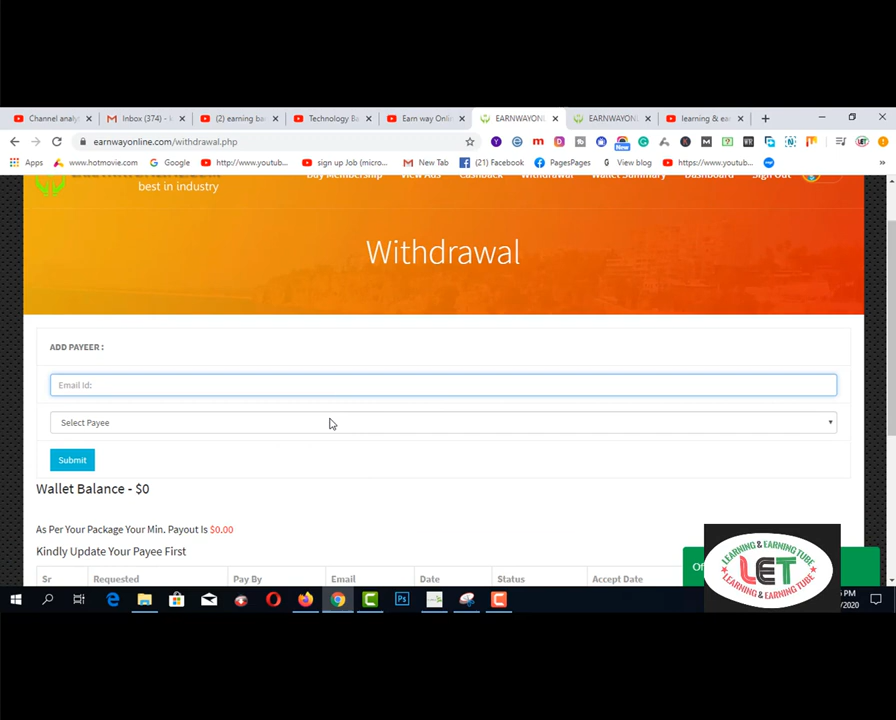 Channel analy
Inbox (374) - k
(2) earning ba
Technology Ba
Earn way Onli
EARNWAYONL
EARNWAYONL
learning & ea
earnwayonline.com/withdrawal.php
Apps
www.hotmovie.com
Google
http://www.youtub...
sign up Job (micro...
New Tab
(21) Facebook
PagesPages
View blog
https://www.youtub...
»
best in industry
Buy Membership
View Ads
Cashback
Withdrawal
Wallet Summary
Dashboard
Sign Out
Withdrawal
ADD PAYEER :
Email Id:
Select Payee
Submit
Wallet Balance - $0
As Per Your Package Your Min. Payout Is $0.00
Kindly Update Your Payee First
Sr Requested Pay By Email Date Status Accept Date
LEARNING & EARNING TUBE
LET
LEARNING & EARNING TUBE
PM
/2020